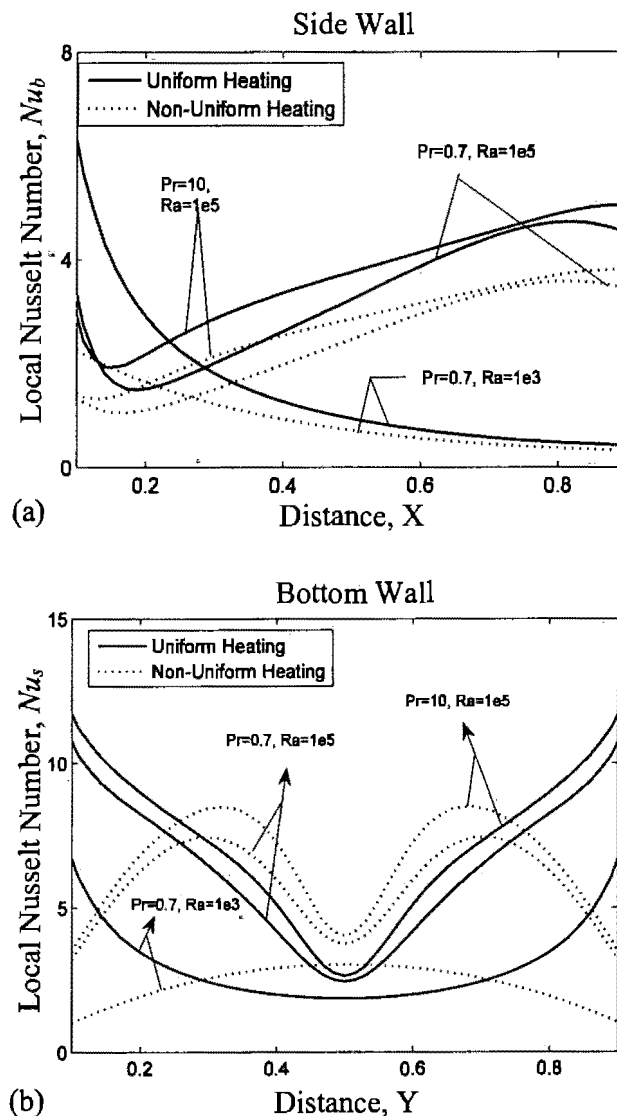 Side Wall
8
Uniform Heating
Non-Uniform Heating
Pr=0.7, Ra=1e5
Pr=10,
Ra=1e5
4
Pr=0.7, Ra=1e3
0
0.2
0.4
0.6
0.8
Local Nusselt Number, Nu_b
(a)
Distance, X
Bottom Wall
15
Uniform Heating
Non-Uniform Heating
Pr=10, Ra=1e5
Pr=0.7, Ra=1e5
10
5
Pr=0.7, Ra=1e3
0
0.2
0.4
0.6
0.8
Local Nusselt Number, Nu_s
(b)
Distance, Y